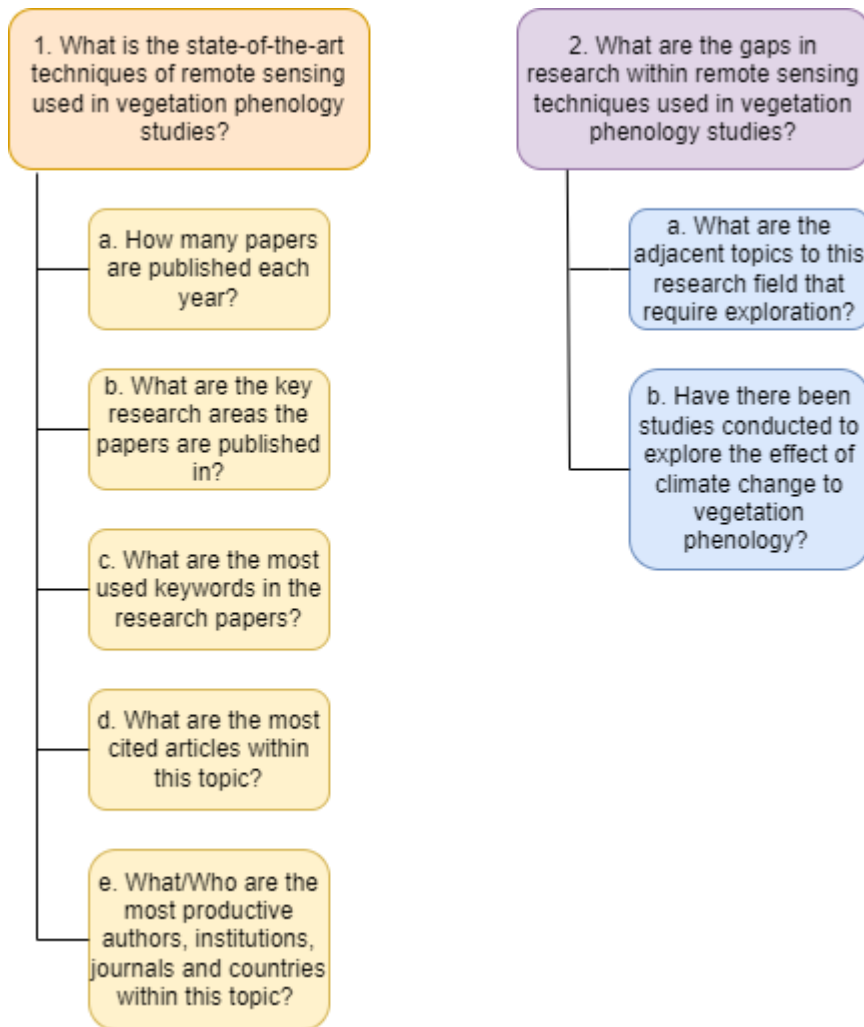 1. What is the state-of-the-art
techniques of remote sensing
used in vegetation phenology
studies?
a. How many papers
are published each
year?
b. What are the key
research areas the
papers are published
in?
c. What are the most
used keywords in the
research papers?
d. What are the most
cited articles within
this topic?
e. What/Who are the
most productive
authors, institutions,
journals and countries
within this topic?
2. What are the gaps in
research within remote sensing
techniques used in vegetation
phenology studies?
a. What are the
adjacent topics to this
research field that
require exploration?
b. Have there been
studies conducted to
explore the effect of
climate change to
vegetation
phenology?